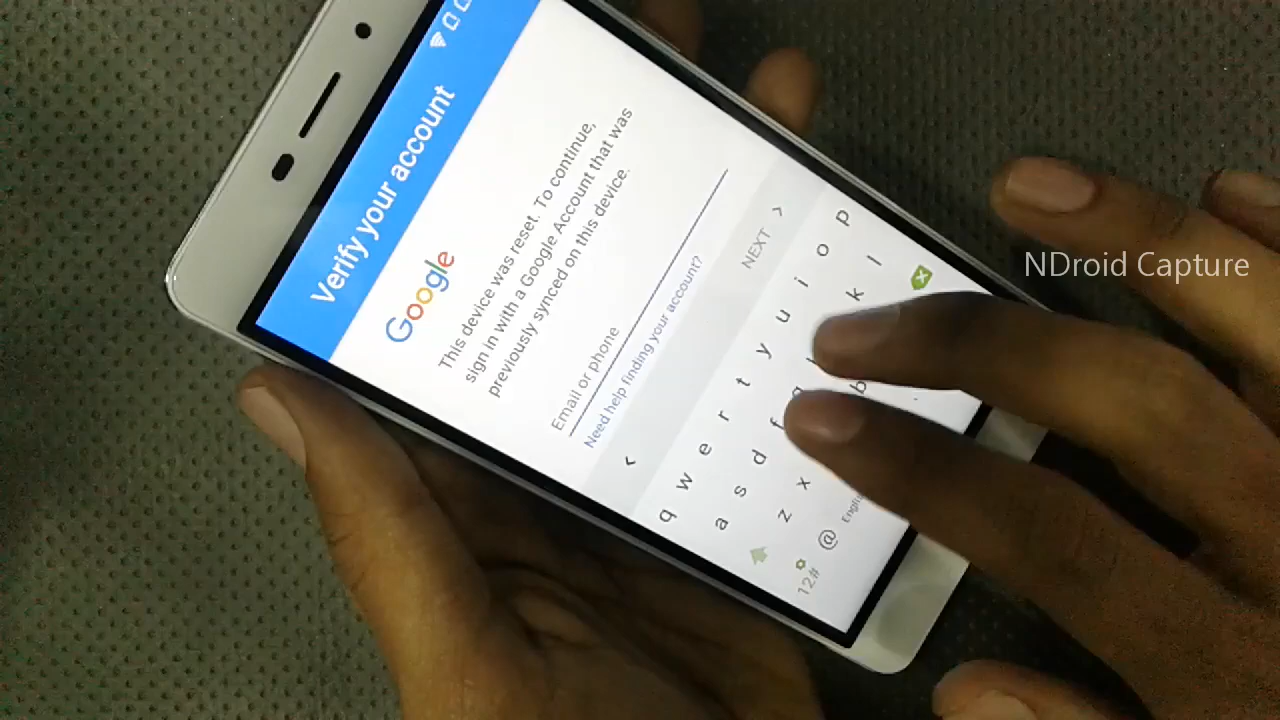 Verify your account
Google
This device was reset. To continue,
sign in with a Google Account that was
previously synced on this device.
Email or phone
Need help finding your account?
< NEXT >
q w e r t y u i o p
a s d f g k l
z x b
12# @
NDroid Capture